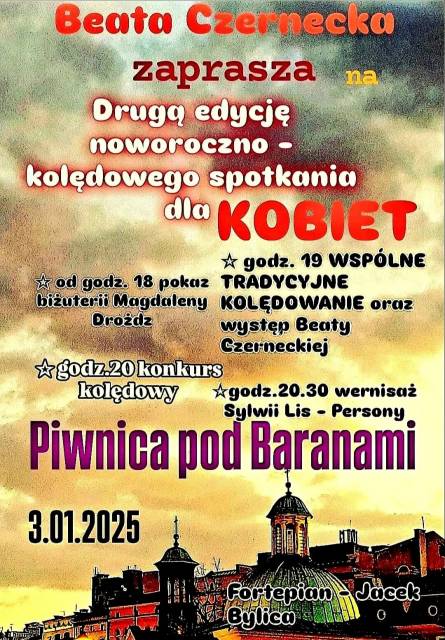 Beata Czernecka
zaprasza na
Drugą edycję
noworoczno -
kolędowego spotkania
dla KOBIET
☆ od godz. 18 pokaz
biżuterii Magdaleny
Drożdż
☆ godz. 19 WSPÓLNE
TRADYCYJNE
KOLĘDOWANIE oraz
występ Beaty
Czerneckiej
☆godz.20 konkurs
kolędowy
☆godz.20.30 wernisaż
Sylwii Lis - Persony
Piwnica pod Baranami
3.01.2025
Fortepian - Jacek
Bylica